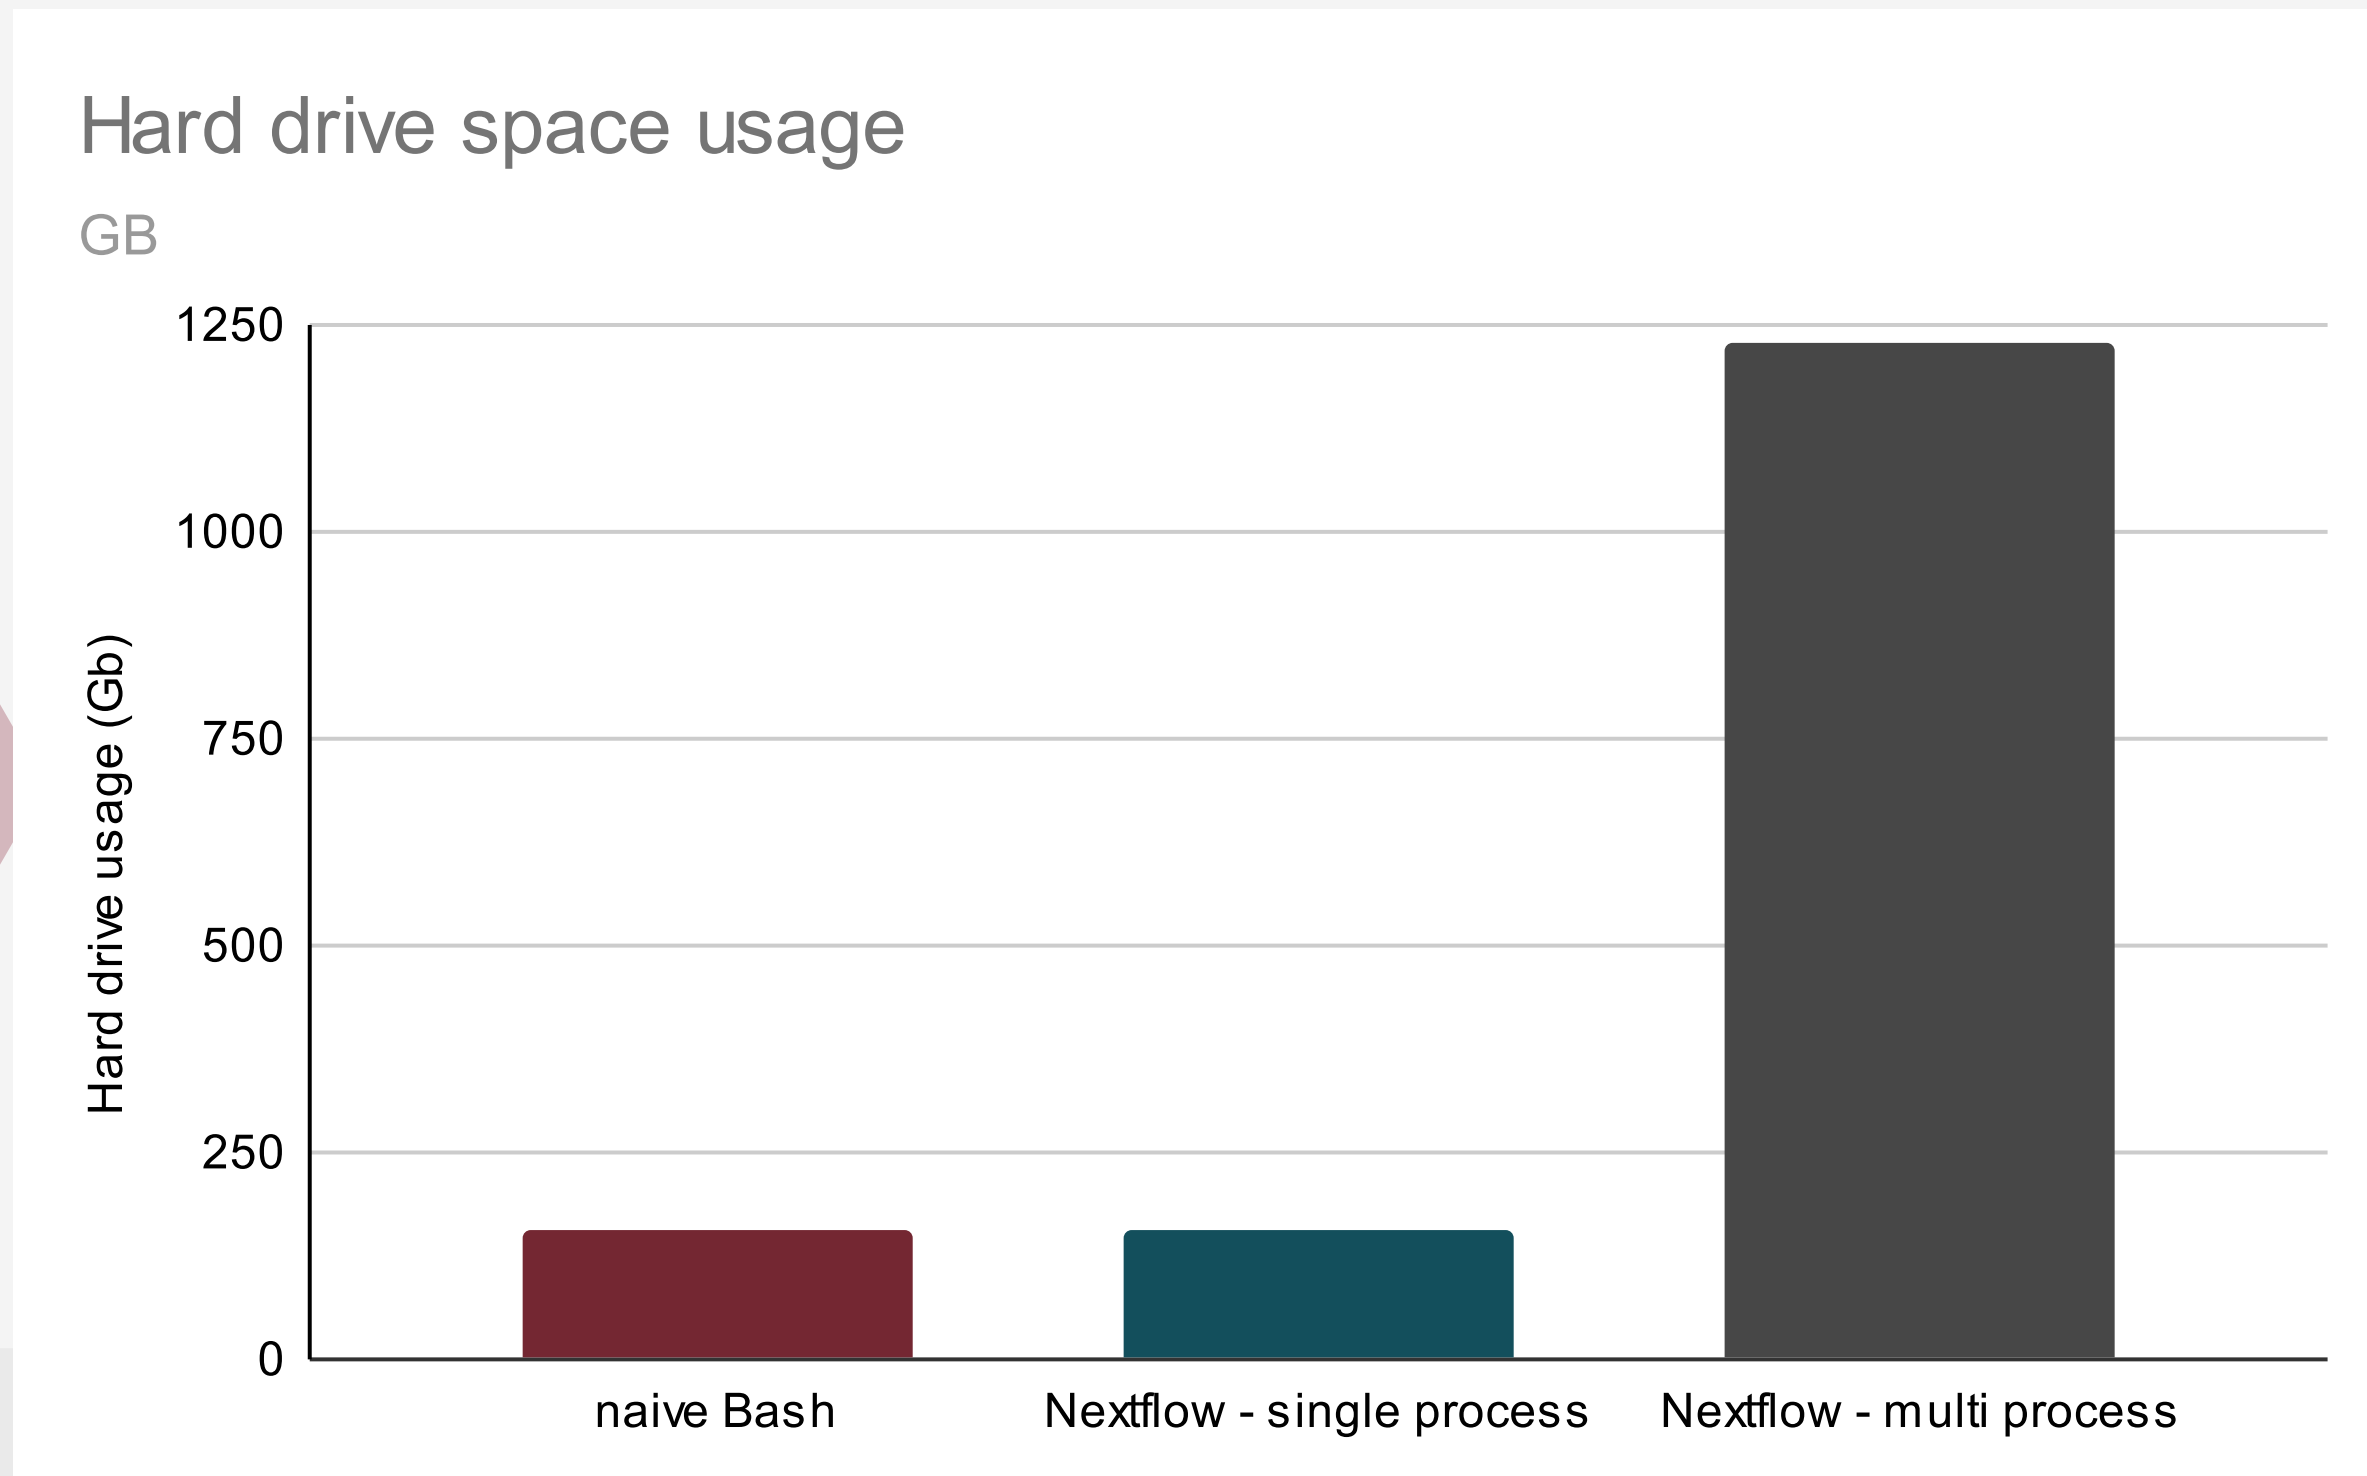 Hard drive space usage
GB
1250
1000
750
500
250
0
Hard drive usage (Gb)
naive Bash
Nextflow - single process
Nextflow - multi process